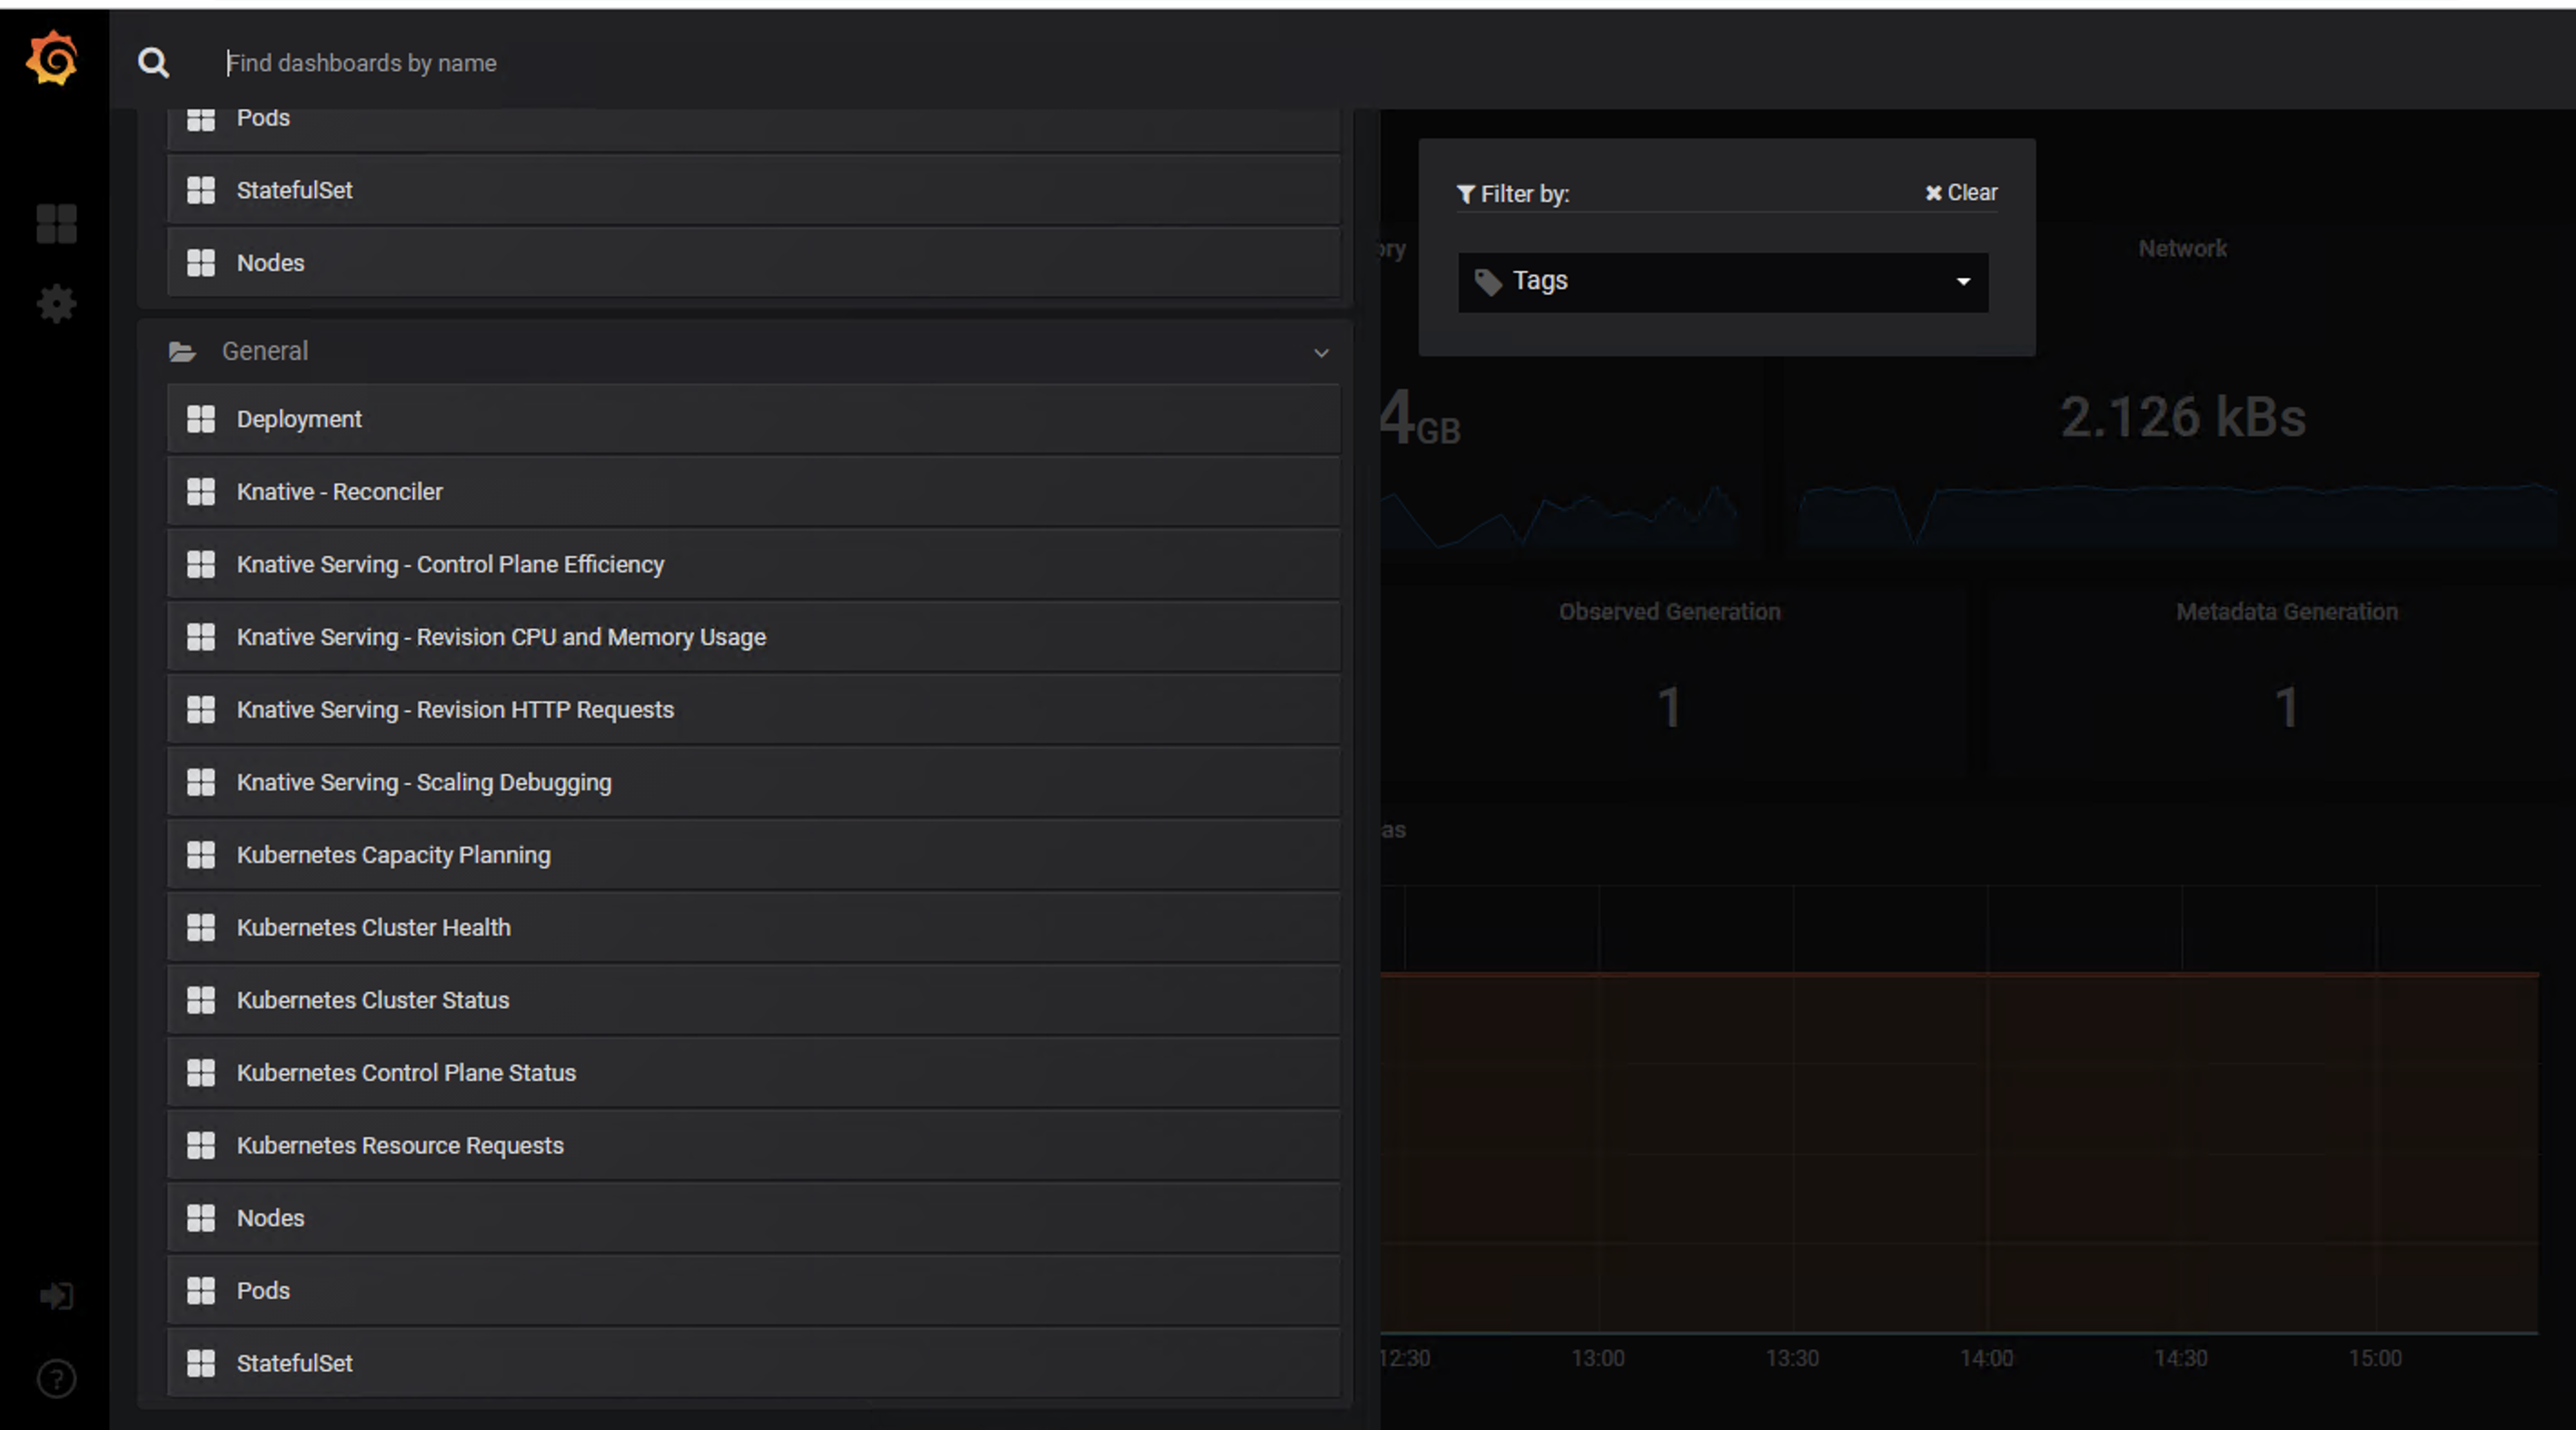 Find dashboards by name
Pods
StatefulSet
Nodes
General
Deployment
Knative - Reconciler
Knative Serving - Control Plane Efficiency
Knative Serving - Revision CPU and Memory Usage
Knative Serving - Revision HTTP Requests
Knative Serving - Scaling Debugging
Kubernetes Capacity Planning
Kubernetes Cluster Health
Kubernetes Cluster Status
Kubernetes Control Plane Status
Kubernetes Resource Requests
Nodes
Pods
StatefulSet
Filter by:
Clear
Tags
ory
Network
4GB
2.126 kBs
Observed Generation
Metadata Generation
1
1
as
12:30 13:00 13:30 14:00 14:30 15:00